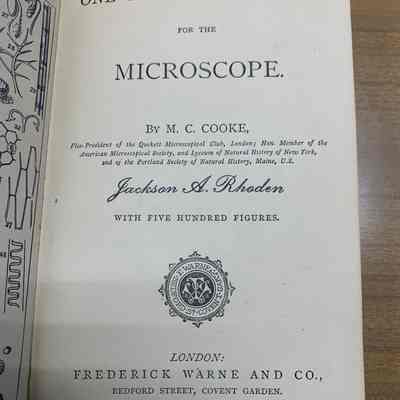 ONE
FOR THE
MICROSCOPE.
BY M. C. COOKE,
Vice-President of the Quekett Microscopical Club, London; Hon. Member of the
American Microscopical Society, and Lyceum of Natural History of New York,
and of the Portland Society of Natural History, Maine, U.S.
Jackson A. Rhoden
WITH FIVE HUNDRED FIGURES.
LONDON:
FREDERICK WARNE AND CO.,
BEDFORD STREET, COVENT GARDEN.